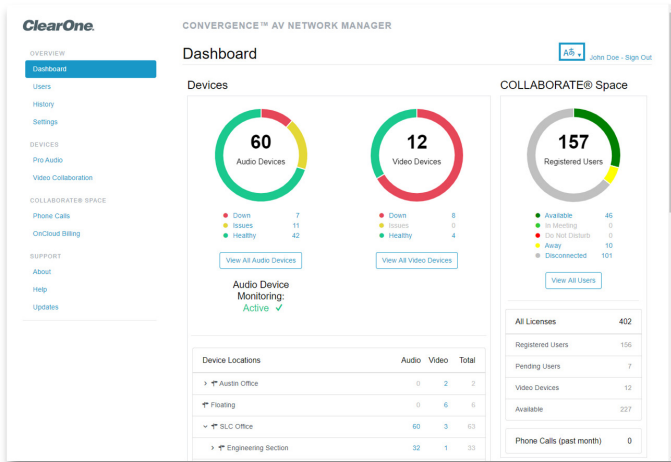 ClearOne.
CONVERGENCE™ AV NETWORK MANAGER
OVERVIEW
Dashboard
Users
History
Settings
DEVICES
Pro Audio
Video Collaboration
COLLABORATE® SPACE
Phone Calls
OnCloud Billing
SUPPORT
About
Help
Updates
Dashboard
Aあ
John Doe - Sign Out
Devices
60
Audio Devices
Down 7
Issues 11
Healthy 42
View All Audio Devices
Audio Device
Monitoring:
Active ✓
12
Video Devices
Down 8
Issues 0
Healthy 4
View All Video Devices
COLLABORATE® Space
157
Registered Users
Available 46
In Meeting 0
Do Not Disturb 0
Away 10
Disconnected 101
View All Users
Device Locations Audio Video Total
Austin Office 0 2 2
Floating 0 6 6
SLC Office 60 3 63
Engineering Section 32 1 33
All Licenses 402
Registered Users 156
Pending Users 7
Video Devices 12
Available 227
Phone Calls (past month) 0